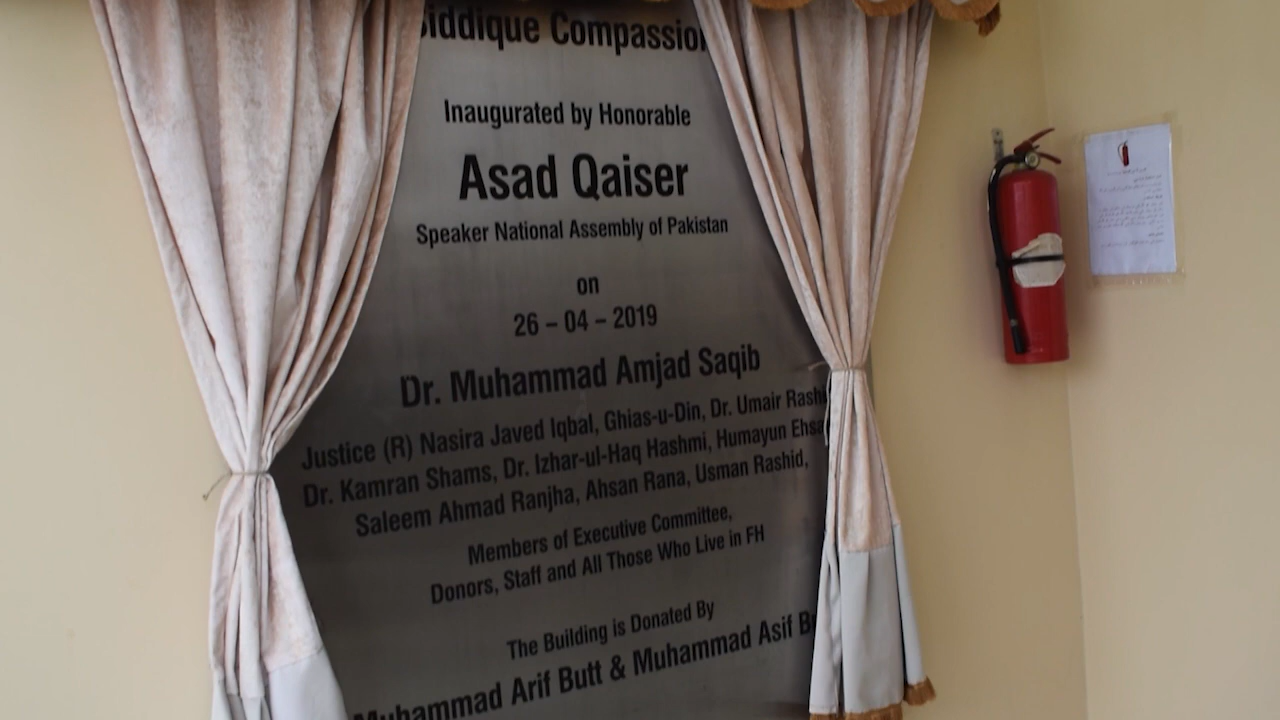 Siddique Compassion
Inaugurated by Honorable
Asad Qaiser
Speaker National Assembly of Pakistan
on
26 – 04 – 2019
Dr. Muhammad Amjad Saqib
Justice (R) Nasira Javed Iqbal, Ghias-u-Din, Dr. Umair Rashi
Dr. Kamran Shams, Dr. Izhar-ul-Haq Hashmi, Humayun Ehsa
Saleem Ahmad Ranjha, Ahsan Rana, Usman Rashid,
Members of Executive Committee,
Donors, Staff and All Those Who Live in FH
The Building is Donated By
Muhammad Arif Butt & Muhammad Asif B